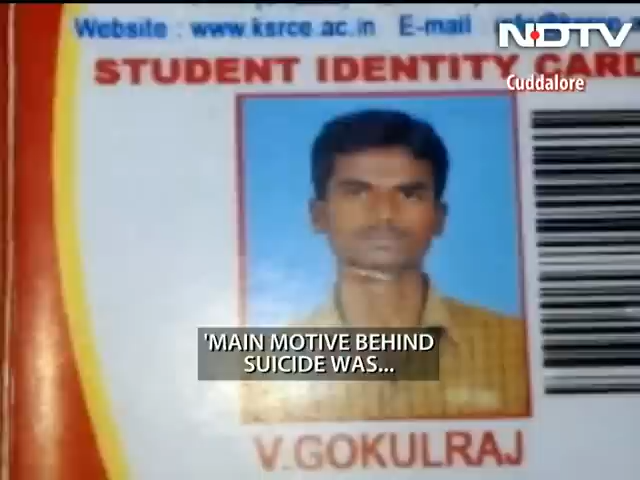 Website : www.ksrce.ac.in E-mail
NDTV
STUDENT IDENTITY CARD
Cuddalore
'MAIN MOTIVE BEHIND
SUICIDE WAS...
V.GOKULRAJ